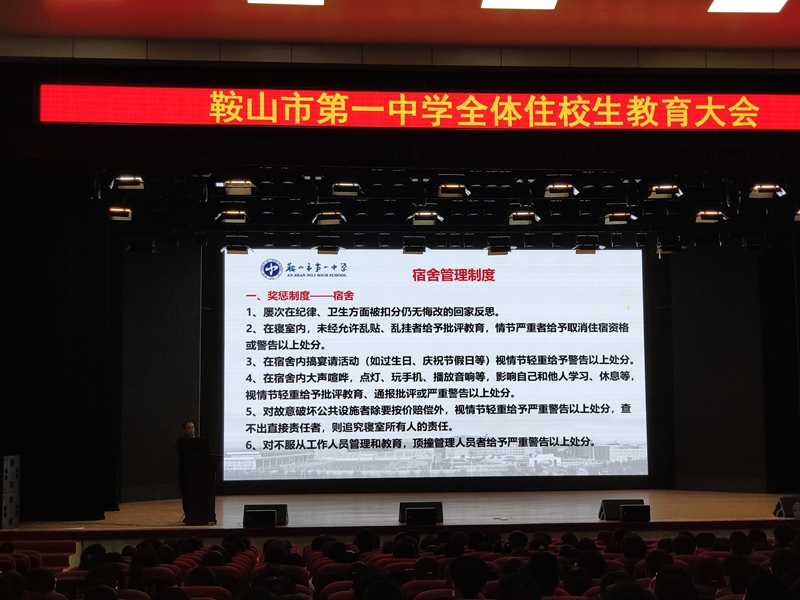 鞍山市第一中学全体住校生教育大会
鞍山市第一中学
AN SHAN NO.1 HIGH SCHOOL
宿舍管理制度
一、奖惩制度——宿舍
1、屡次在纪律、卫生方面被扣分仍无悔改的回家反思。
2、在寝室内，未经允许乱贴、乱挂者给予批评教育，情节严重者给予取消住宿资格
或警告以上处分。
3、在宿舍内搞宴请活动（如过生日、庆祝节假日等）视情节轻重给予警告以上处分。
4、在宿舍内大声喧哗，点灯、玩手机、播放音响等，影响自己和他人学习、休息等，
视情节轻重给予批评教育、通报批评或严重警告以上处分。
5、对故意破坏公共设施者除要按价赔偿外，视情节轻重给予严重警告以上处分，查
不出直接责任者，则追究寝室所有人的责任。
6、对不服从工作人员管理和教育，顶撞管理人员者给予严重警告以上处分。